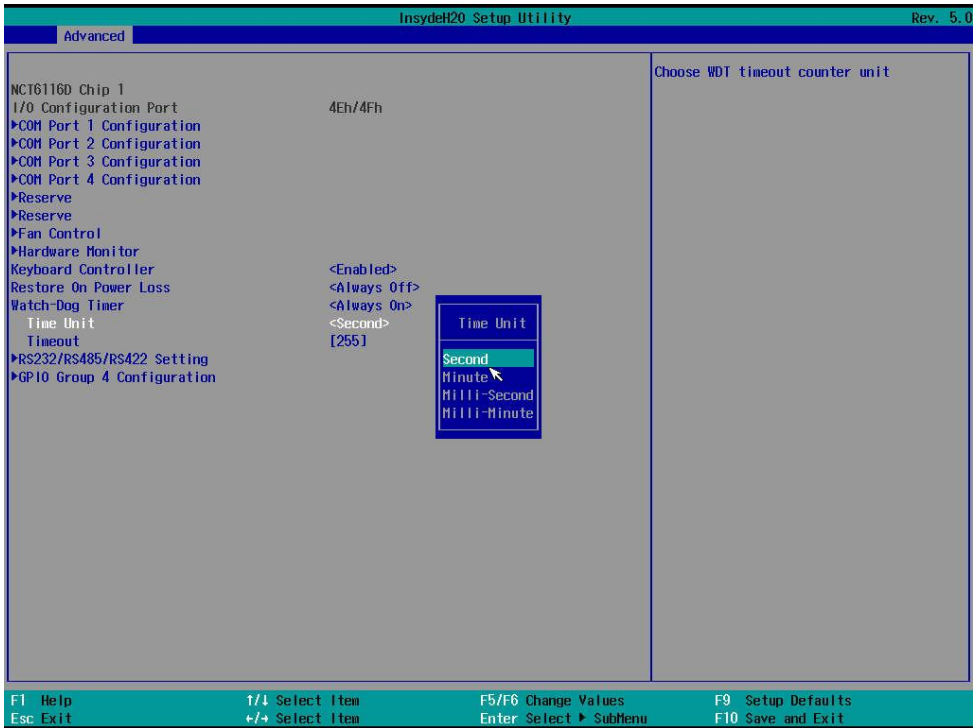 InsydeH20 Setup Utility Rev. 5.0
Advanced
Choose WDT timeout counter unit
NCT6116D Chip 1
I/O Configuration Port 4Eh/4Fh
▶COM Port 1 Configuration
▶COM Port 2 Configuration
▶COM Port 3 Configuration
▶COM Port 4 Configuration
▶Reserve
▶Reserve
▶Fan Control
▶Hardware Monitor
Keyboard Controller <Enabled>
Restore On Power Loss <Always Off>
Watch-Dog Timer <Always On>
Time Unit <Second>
Timeout [255]
▶RS232/RS485/RS422 Setting
▶GPIO Group 4 Configuration
Time Unit
Second
Minute
Milli-Second
Milli-Minute
F1 Help ↑/↓ Select Item F5/F6 Change Values F9 Setup Defaults
Esc Exit ←/→ Select Item Enter Select ▶ SubMenu F10 Save and Exit